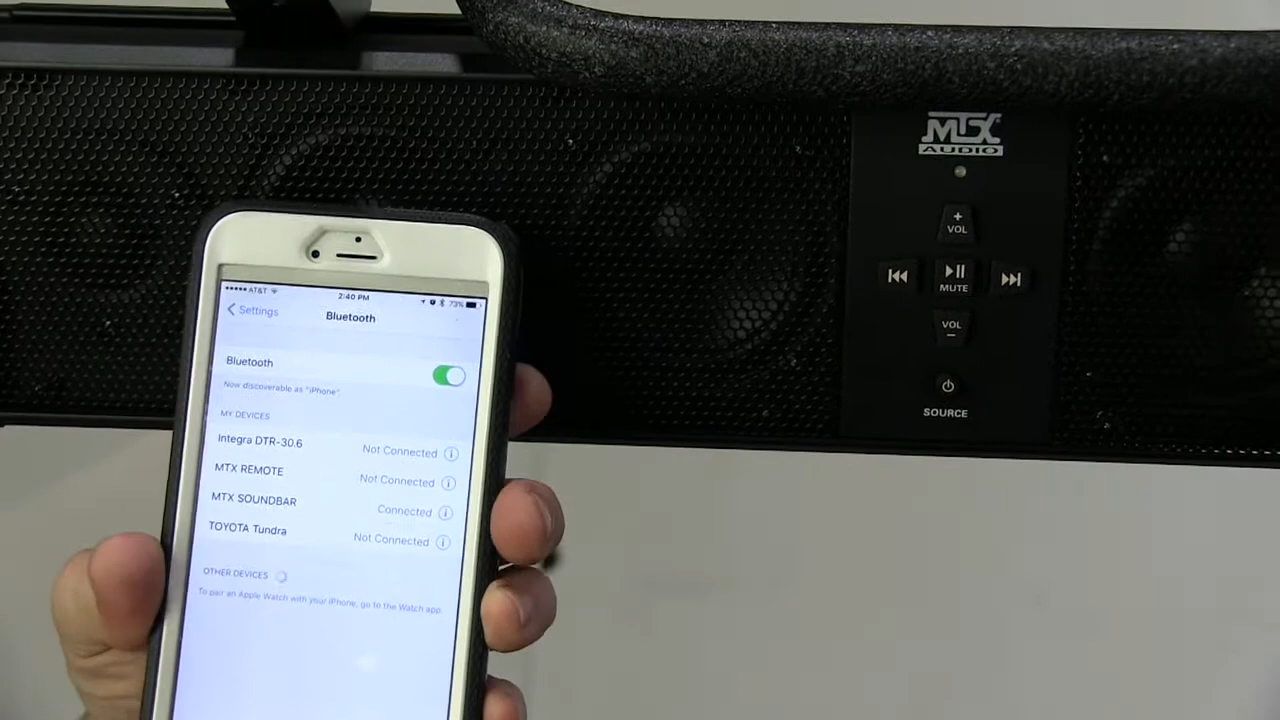 ●●●●● AT&T
2:40 PM
73%
Settings
Bluetooth
Bluetooth
Now discoverable as "iPhone".
MY DEVICES
Integra DTR-30.6
Not Connected
MTX REMOTE
Not Connected
MTX SOUNDBAR
Connected
TOYOTA Tundra
Not Connected
OTHER DEVICES
To pair an Apple Watch with your iPhone, go to the Watch app.
MTX
AUDIO
+
VOL
MUTE
VOL
−
SOURCE